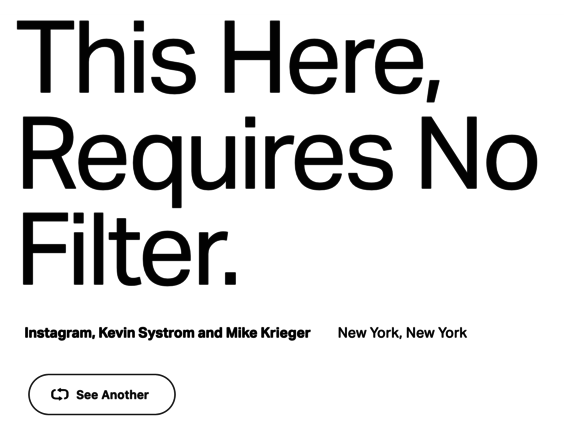 This Here,
Requires No
Filter.
Instagram, Kevin Systrom and Mike Krieger New York, New York
See Another